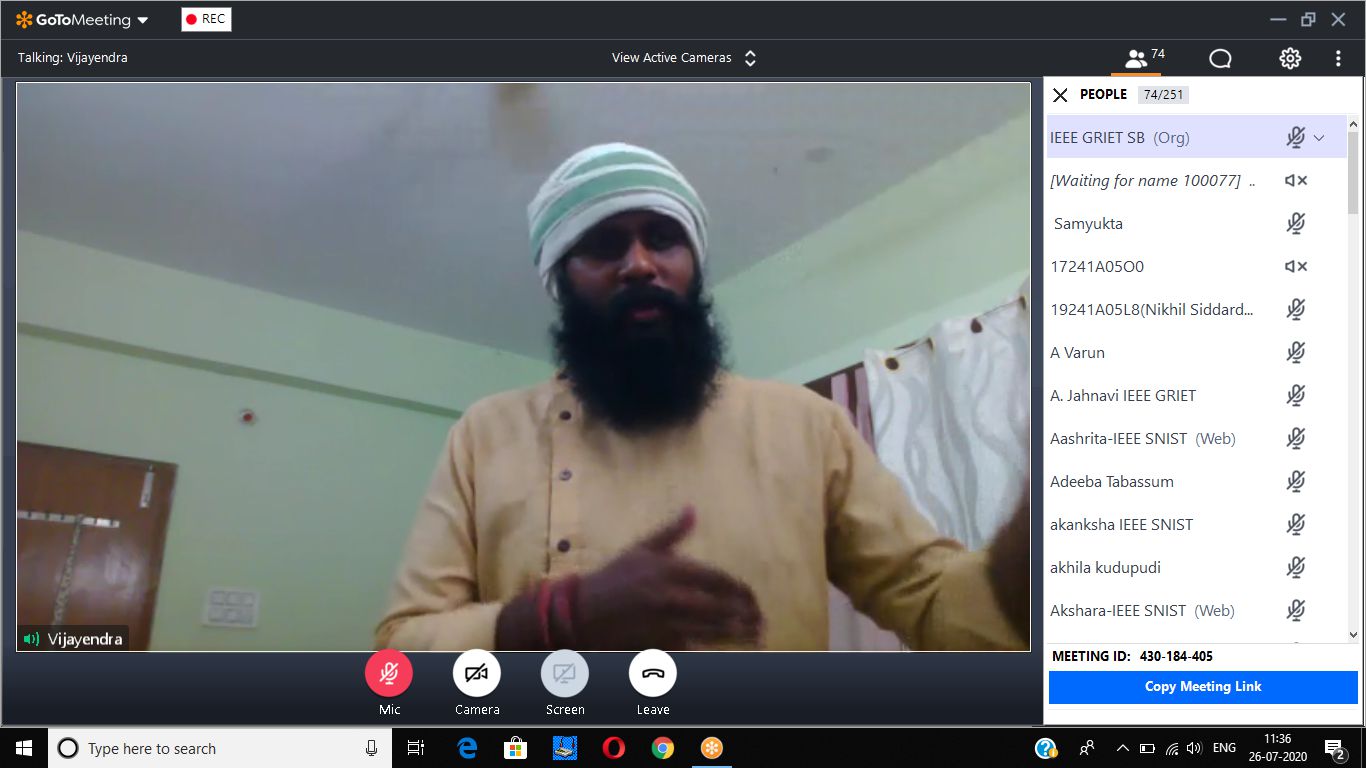 GoToMeeting
REC
Talking: Vijayendra
View Active Cameras
74
PEOPLE 74/251
IEEE GRIET SB (Org)
[Waiting for name 100077] ..
Samyukta
17241A05O0
19241A05L8(Nikhil Siddard...
A Varun
A. Jahnavi IEEE GRIET
Aashrita-IEEE SNIST (Web)
Adeeba Tabassum
akanksha IEEE SNIST
akhila kudupudi
Akshara-IEEE SNIST (Web)
Vijayendra
Mic
Camera
Screen
Leave
MEETING ID: 430-184-405
Copy Meeting Link
Type here to search
ENG
11:36
26-07-2020
2